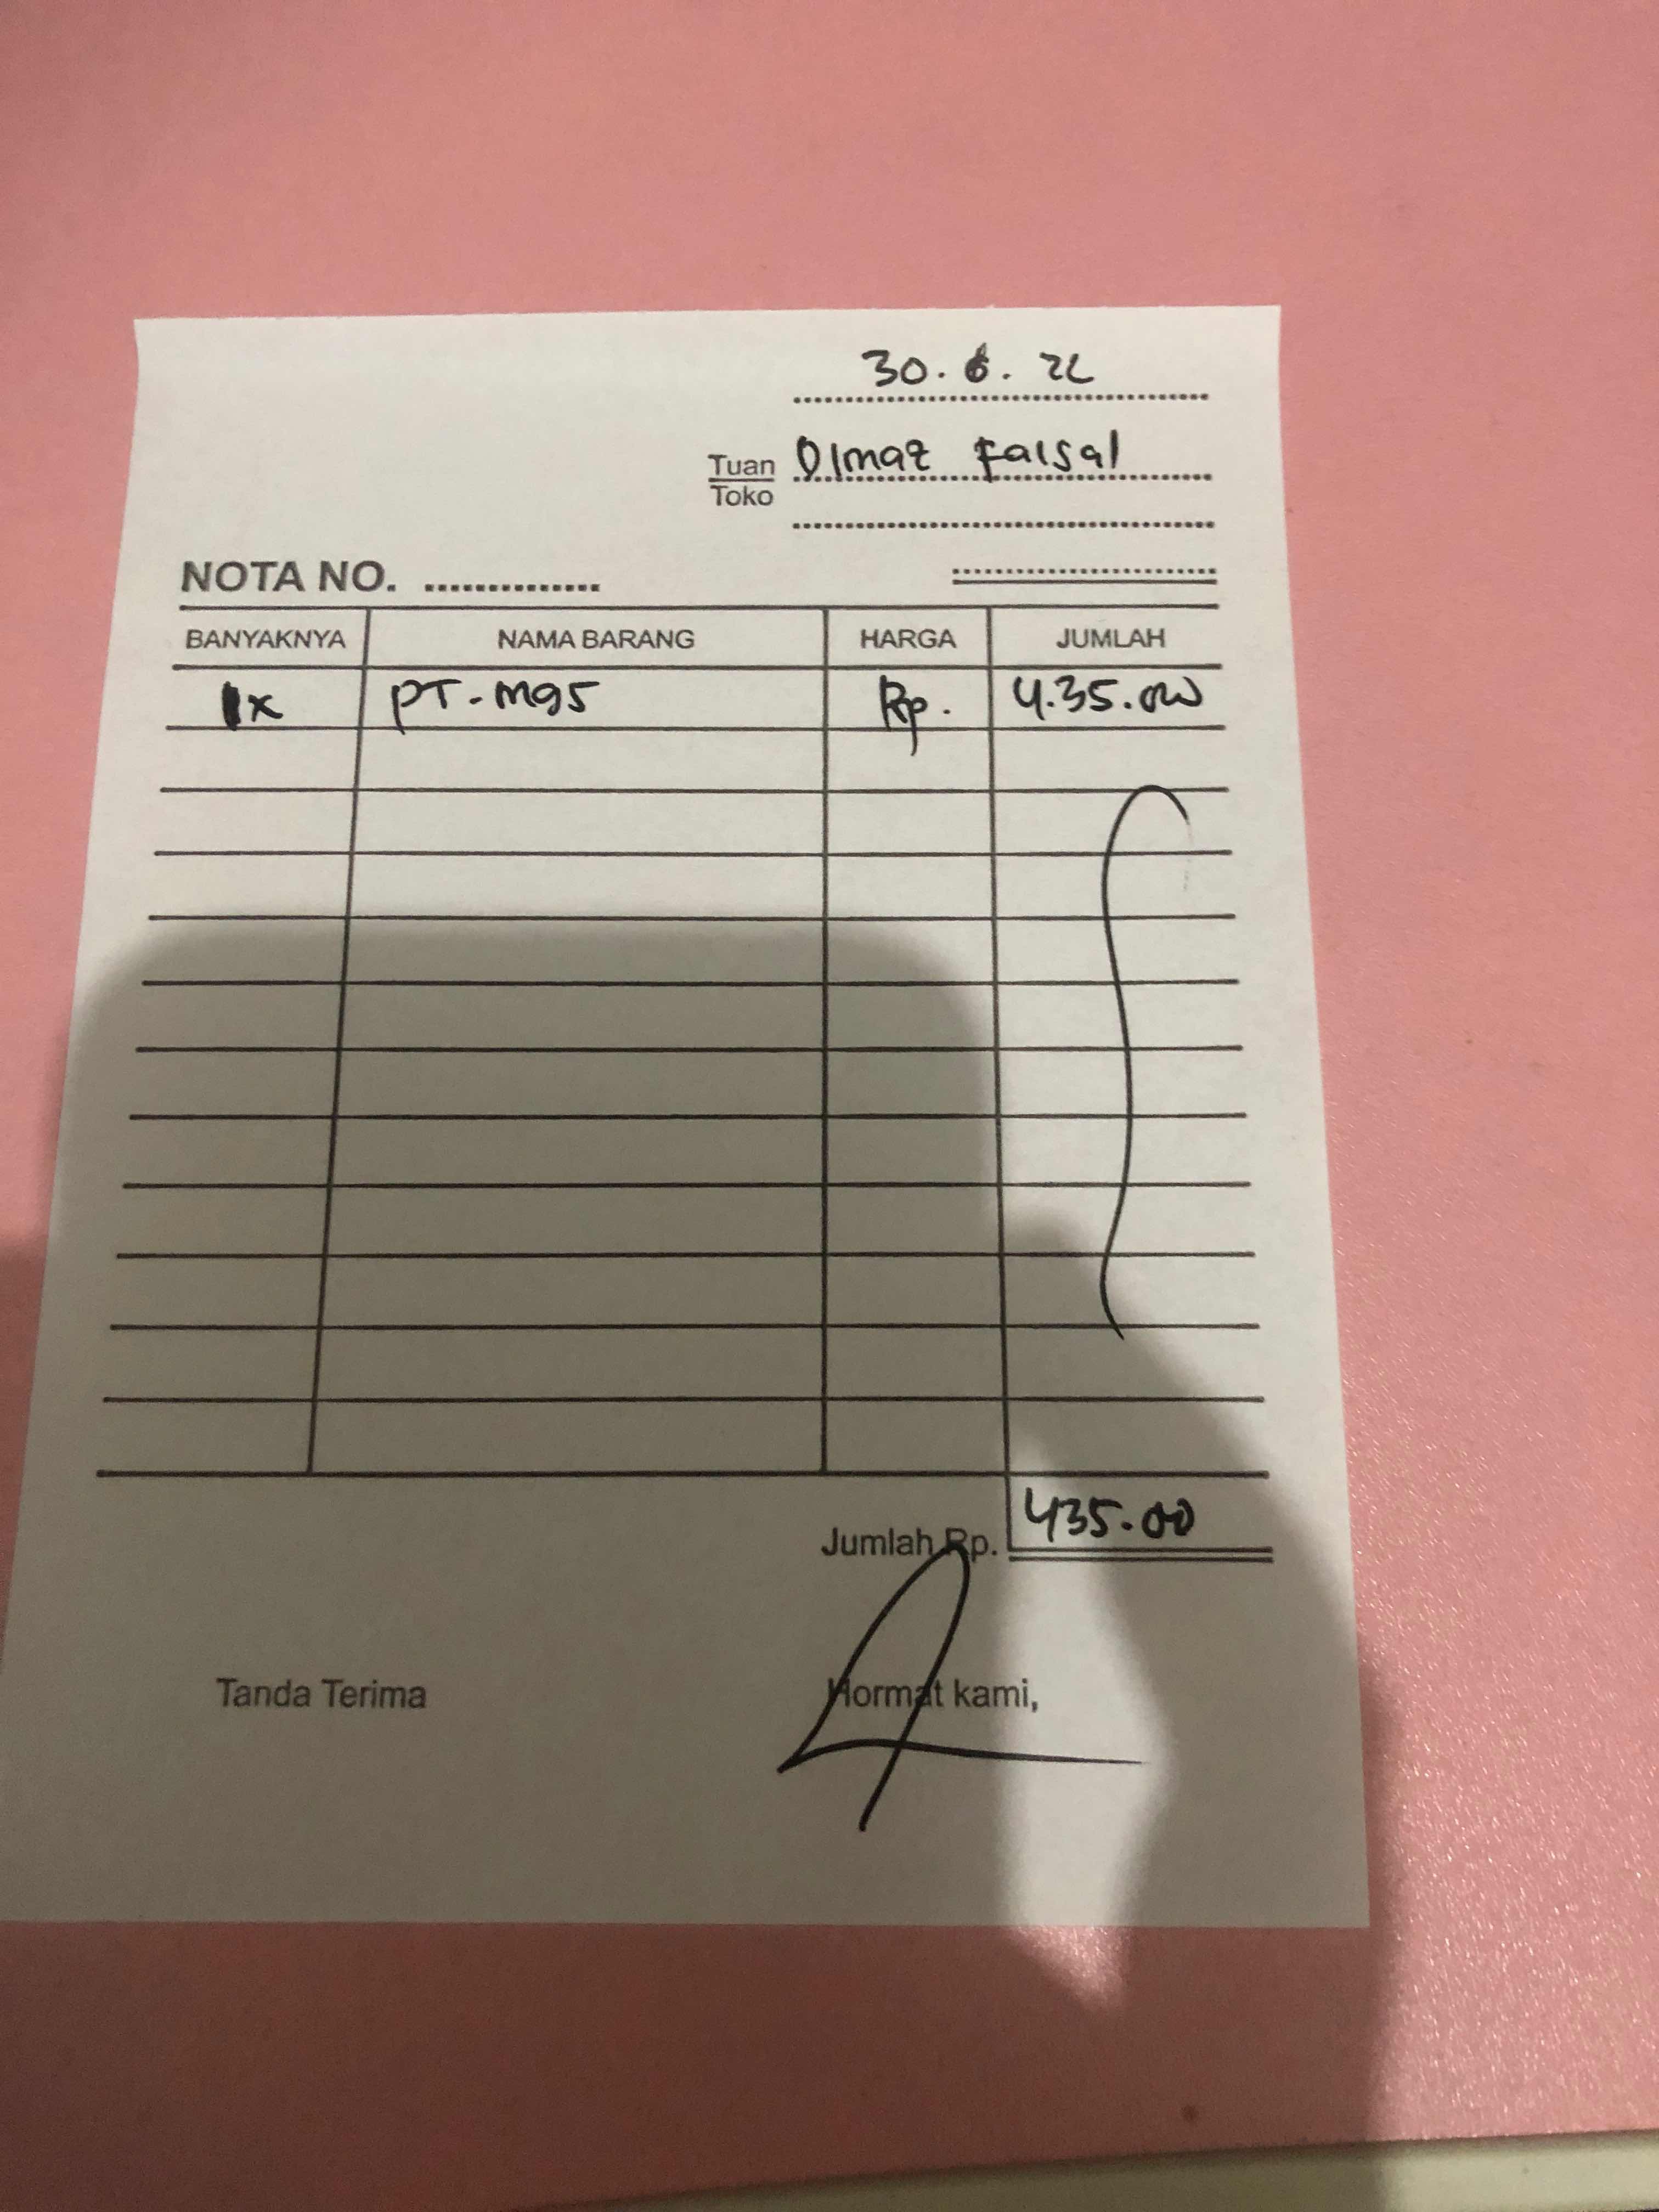 30.6.22
Tuan Dimaz Faisal
Toko
NOTA NO. ..............
BANYAKNYA NAMA BARANG HARGA JUMLAH
1x PT-Mg5 Rp. 4.35.000
Jumlah Rp. 435.00
Tanda Terima Hormat kami,